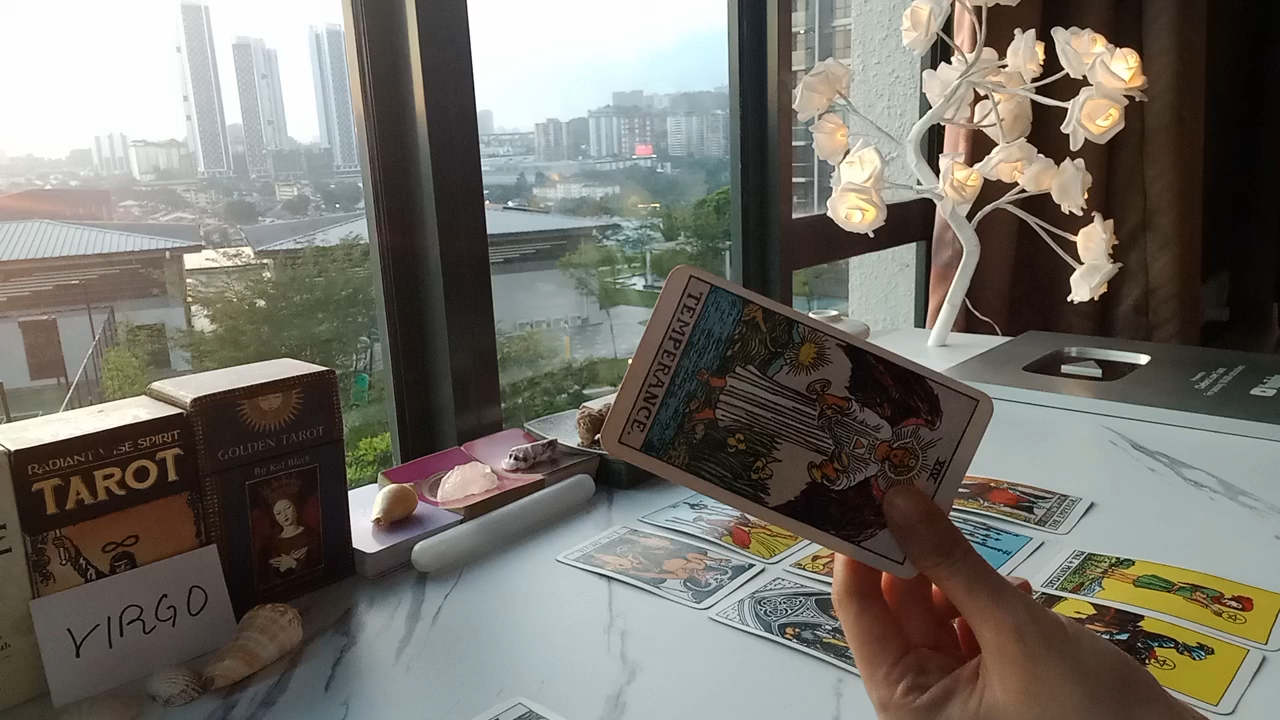 RADIANT WISE SPIRIT
TAROT
GOLDEN TAROT
By Kat Black
VIRGO
TEMPERANCE.
XIV